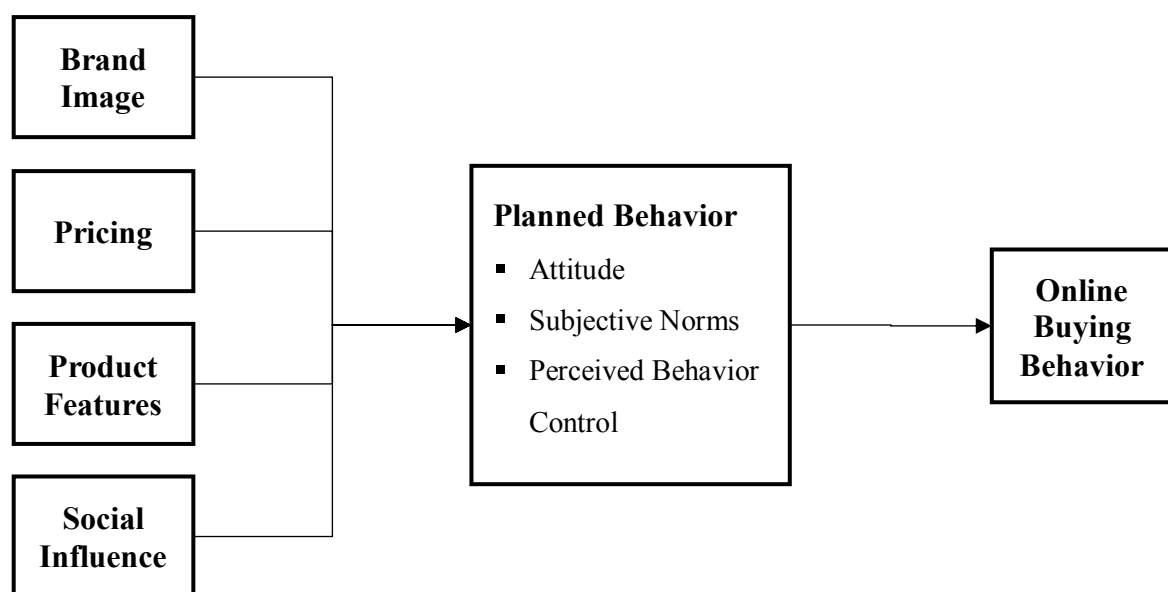 Brand
Image
Pricing
Product
Features
Social
Influence
Planned Behavior
▪ Attitude
▪ Subjective Norms
▪ Perceived Behavior
Control
Online
Buying
Behavior